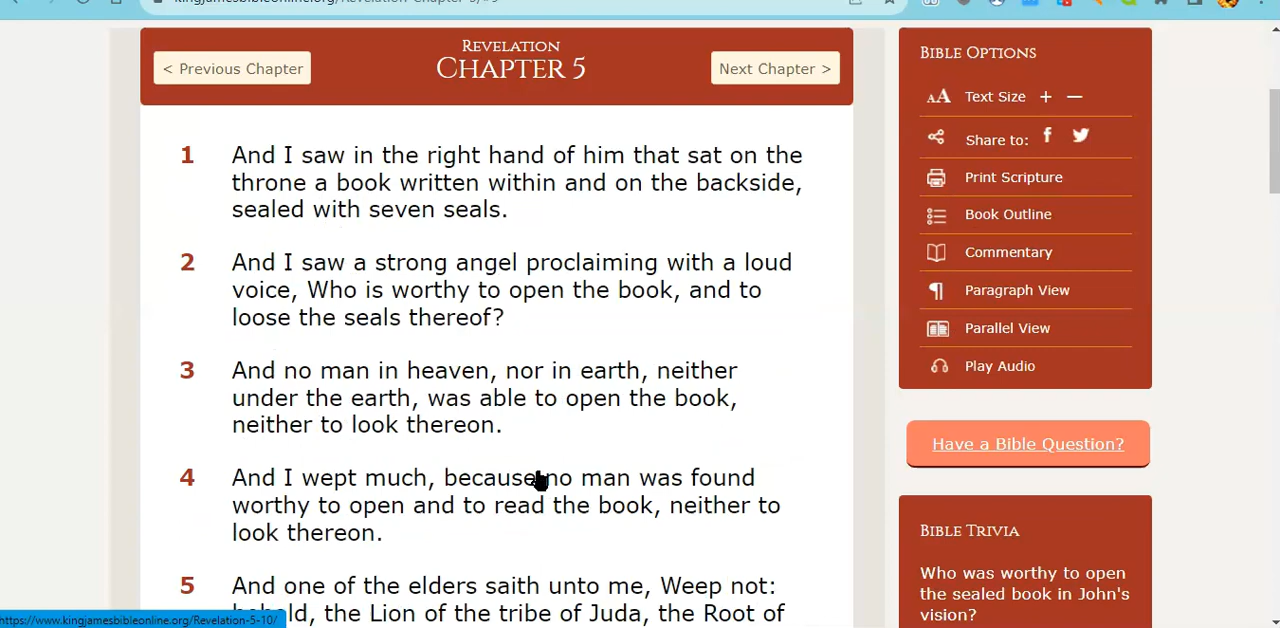 REVELATION
CHAPTER 5
< Previous Chapter
Next Chapter >
1 And I saw in the right hand of him that sat on the
throne a book written within and on the backside,
sealed with seven seals.
2 And I saw a strong angel proclaiming with a loud
voice, Who is worthy to open the book, and to
loose the seals thereof?
3 And no man in heaven, nor in earth, neither
under the earth, was able to open the book,
neither to look thereon.
4 And I wept much, because no man was found
worthy to open and to read the book, neither to
look thereon.
5 And one of the elders saith unto me, Weep not:
behold, the Lion of the tribe of Juda, the Root of
https://www.kingjamesbibleonline.org/Revelation-5-10/
BIBLE OPTIONS
AA Text Size + —
Share to: f
Print Scripture
Book Outline
Commentary
¶ Paragraph View
Parallel View
Play Audio
Have a Bible Question?
BIBLE TRIVIA
Who was worthy to open
the sealed book in John's
vision?